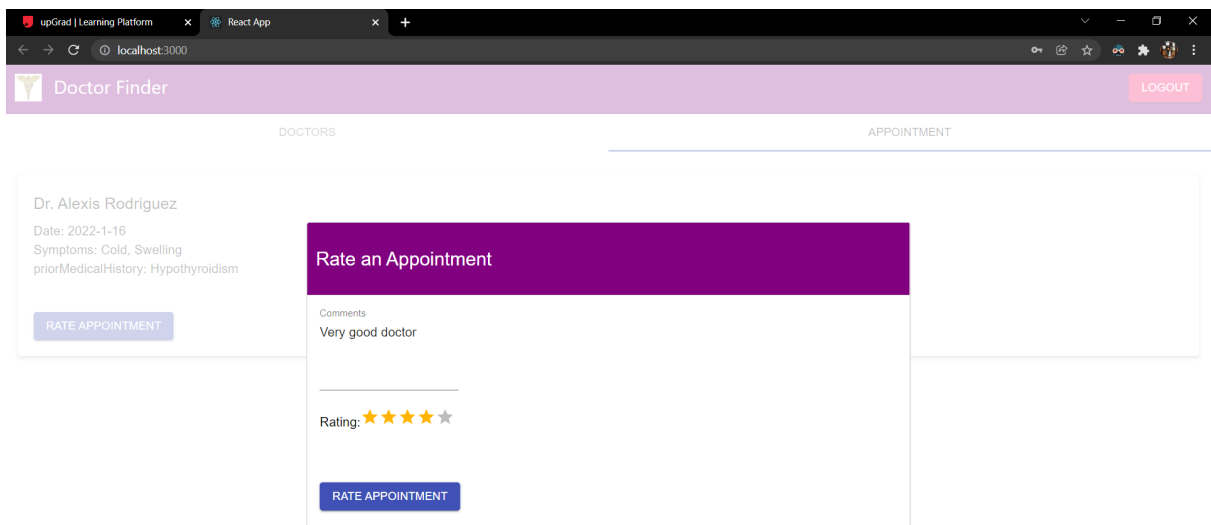 upGrad | Learning Platform React App
localhost:3000
Doctor Finder LOGOUT
DOCTORS APPOINTMENT
Dr. Alexis Rodriguez
Date: 2022-1-16
Symptoms: Cold, Swelling
priorMedicalHistory: Hypothyroidism
RATE APPOINTMENT
Rate an Appointment
Comments
Very good doctor
Rating:
RATE APPOINTMENT